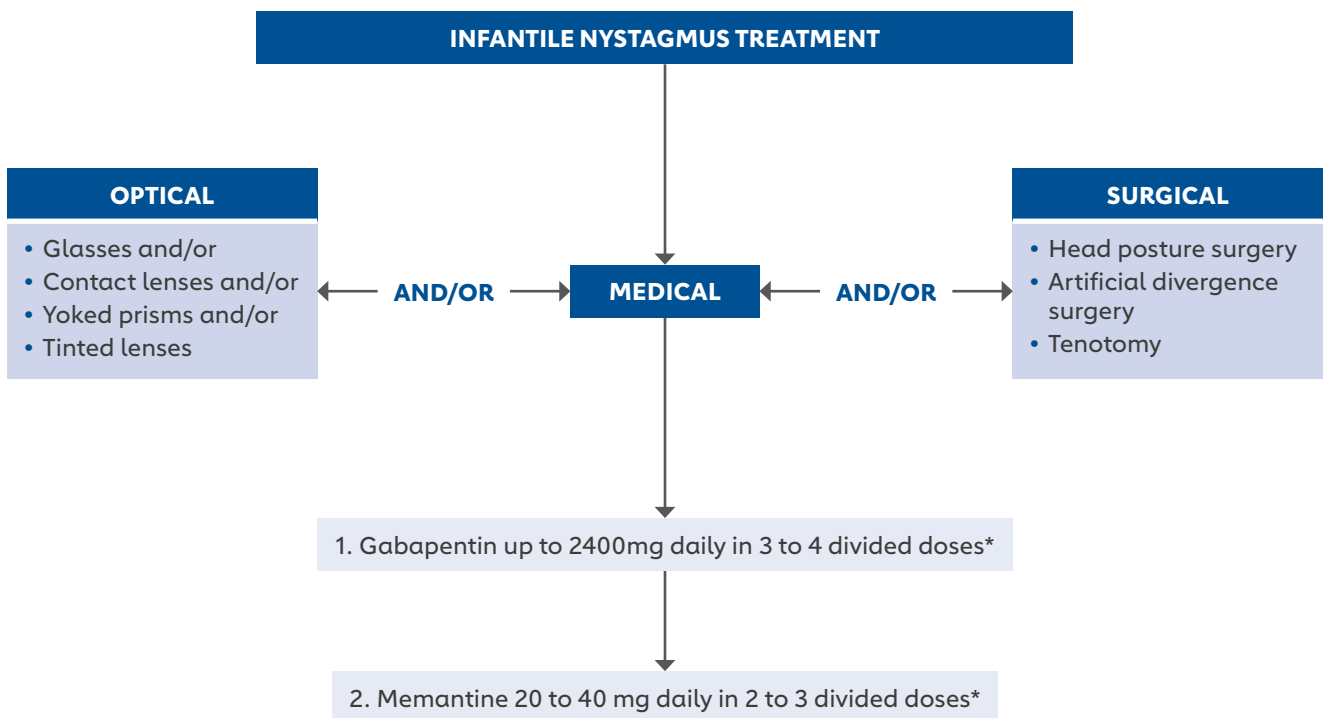 INFANTILE NYSTAGMUS TREATMENT
OPTICAL
• Glasses and/or
• Contact lenses and/or
• Yoked prisms and/or
• Tinted lenses
AND/OR
MEDICAL
AND/OR
SURGICAL
• Head posture surgery
• Artificial divergence
surgery
• Tenotomy
1. Gabapentin up to 2400mg daily in 3 to 4 divided doses*
2. Memantine 20 to 40 mg daily in 2 to 3 divided doses*